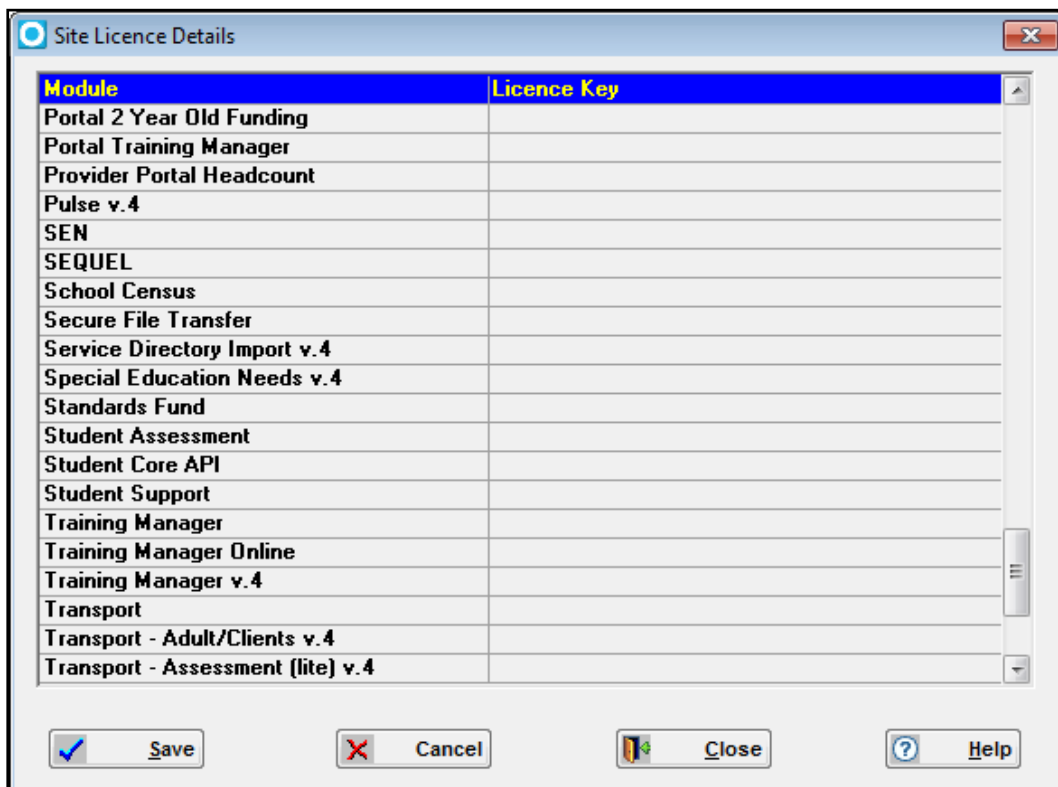 Site Licence Details
Module Licence Key
Portal 2 Year Old Funding
Portal Training Manager
Provider Portal Headcount
Pulse v.4
SEN
SEQUEL
School Census
Secure File Transfer
Service Directory Import v.4
Special Education Needs v.4
Standards Fund
Student Assessment
Student Core API
Student Support
Training Manager
Training Manager Online
Training Manager v.4
Transport
Transport - Adult/Clients v.4
Transport - Assessment (lite) v.4
Save Cancel Close Help